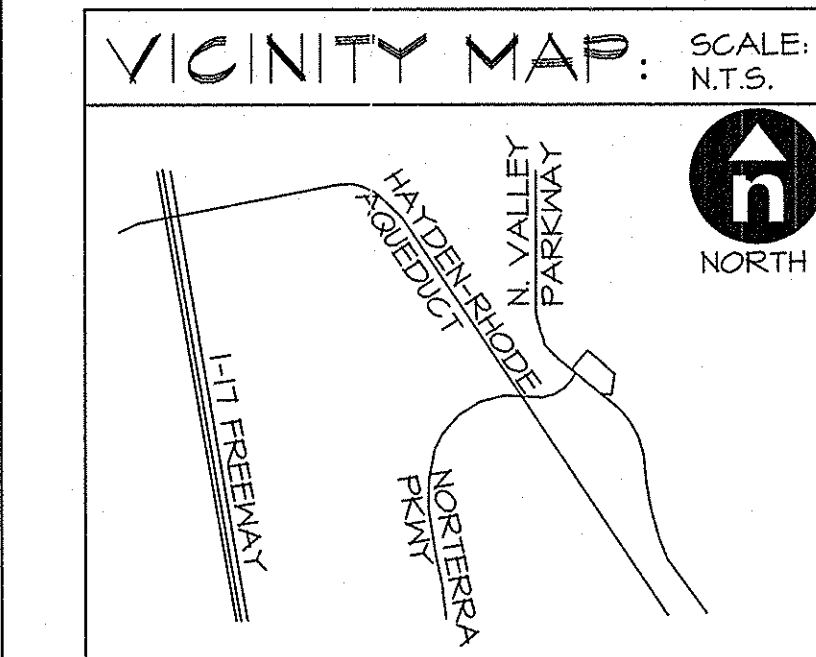 VICINITY MAP:
SCALE:
N.T.S.
n
NORTH
N. VALLEY
PARKWAY
HAYDEN-RHODE
AQUEDUCT
I-17 FREEWAY
NORTERRA
PKWY